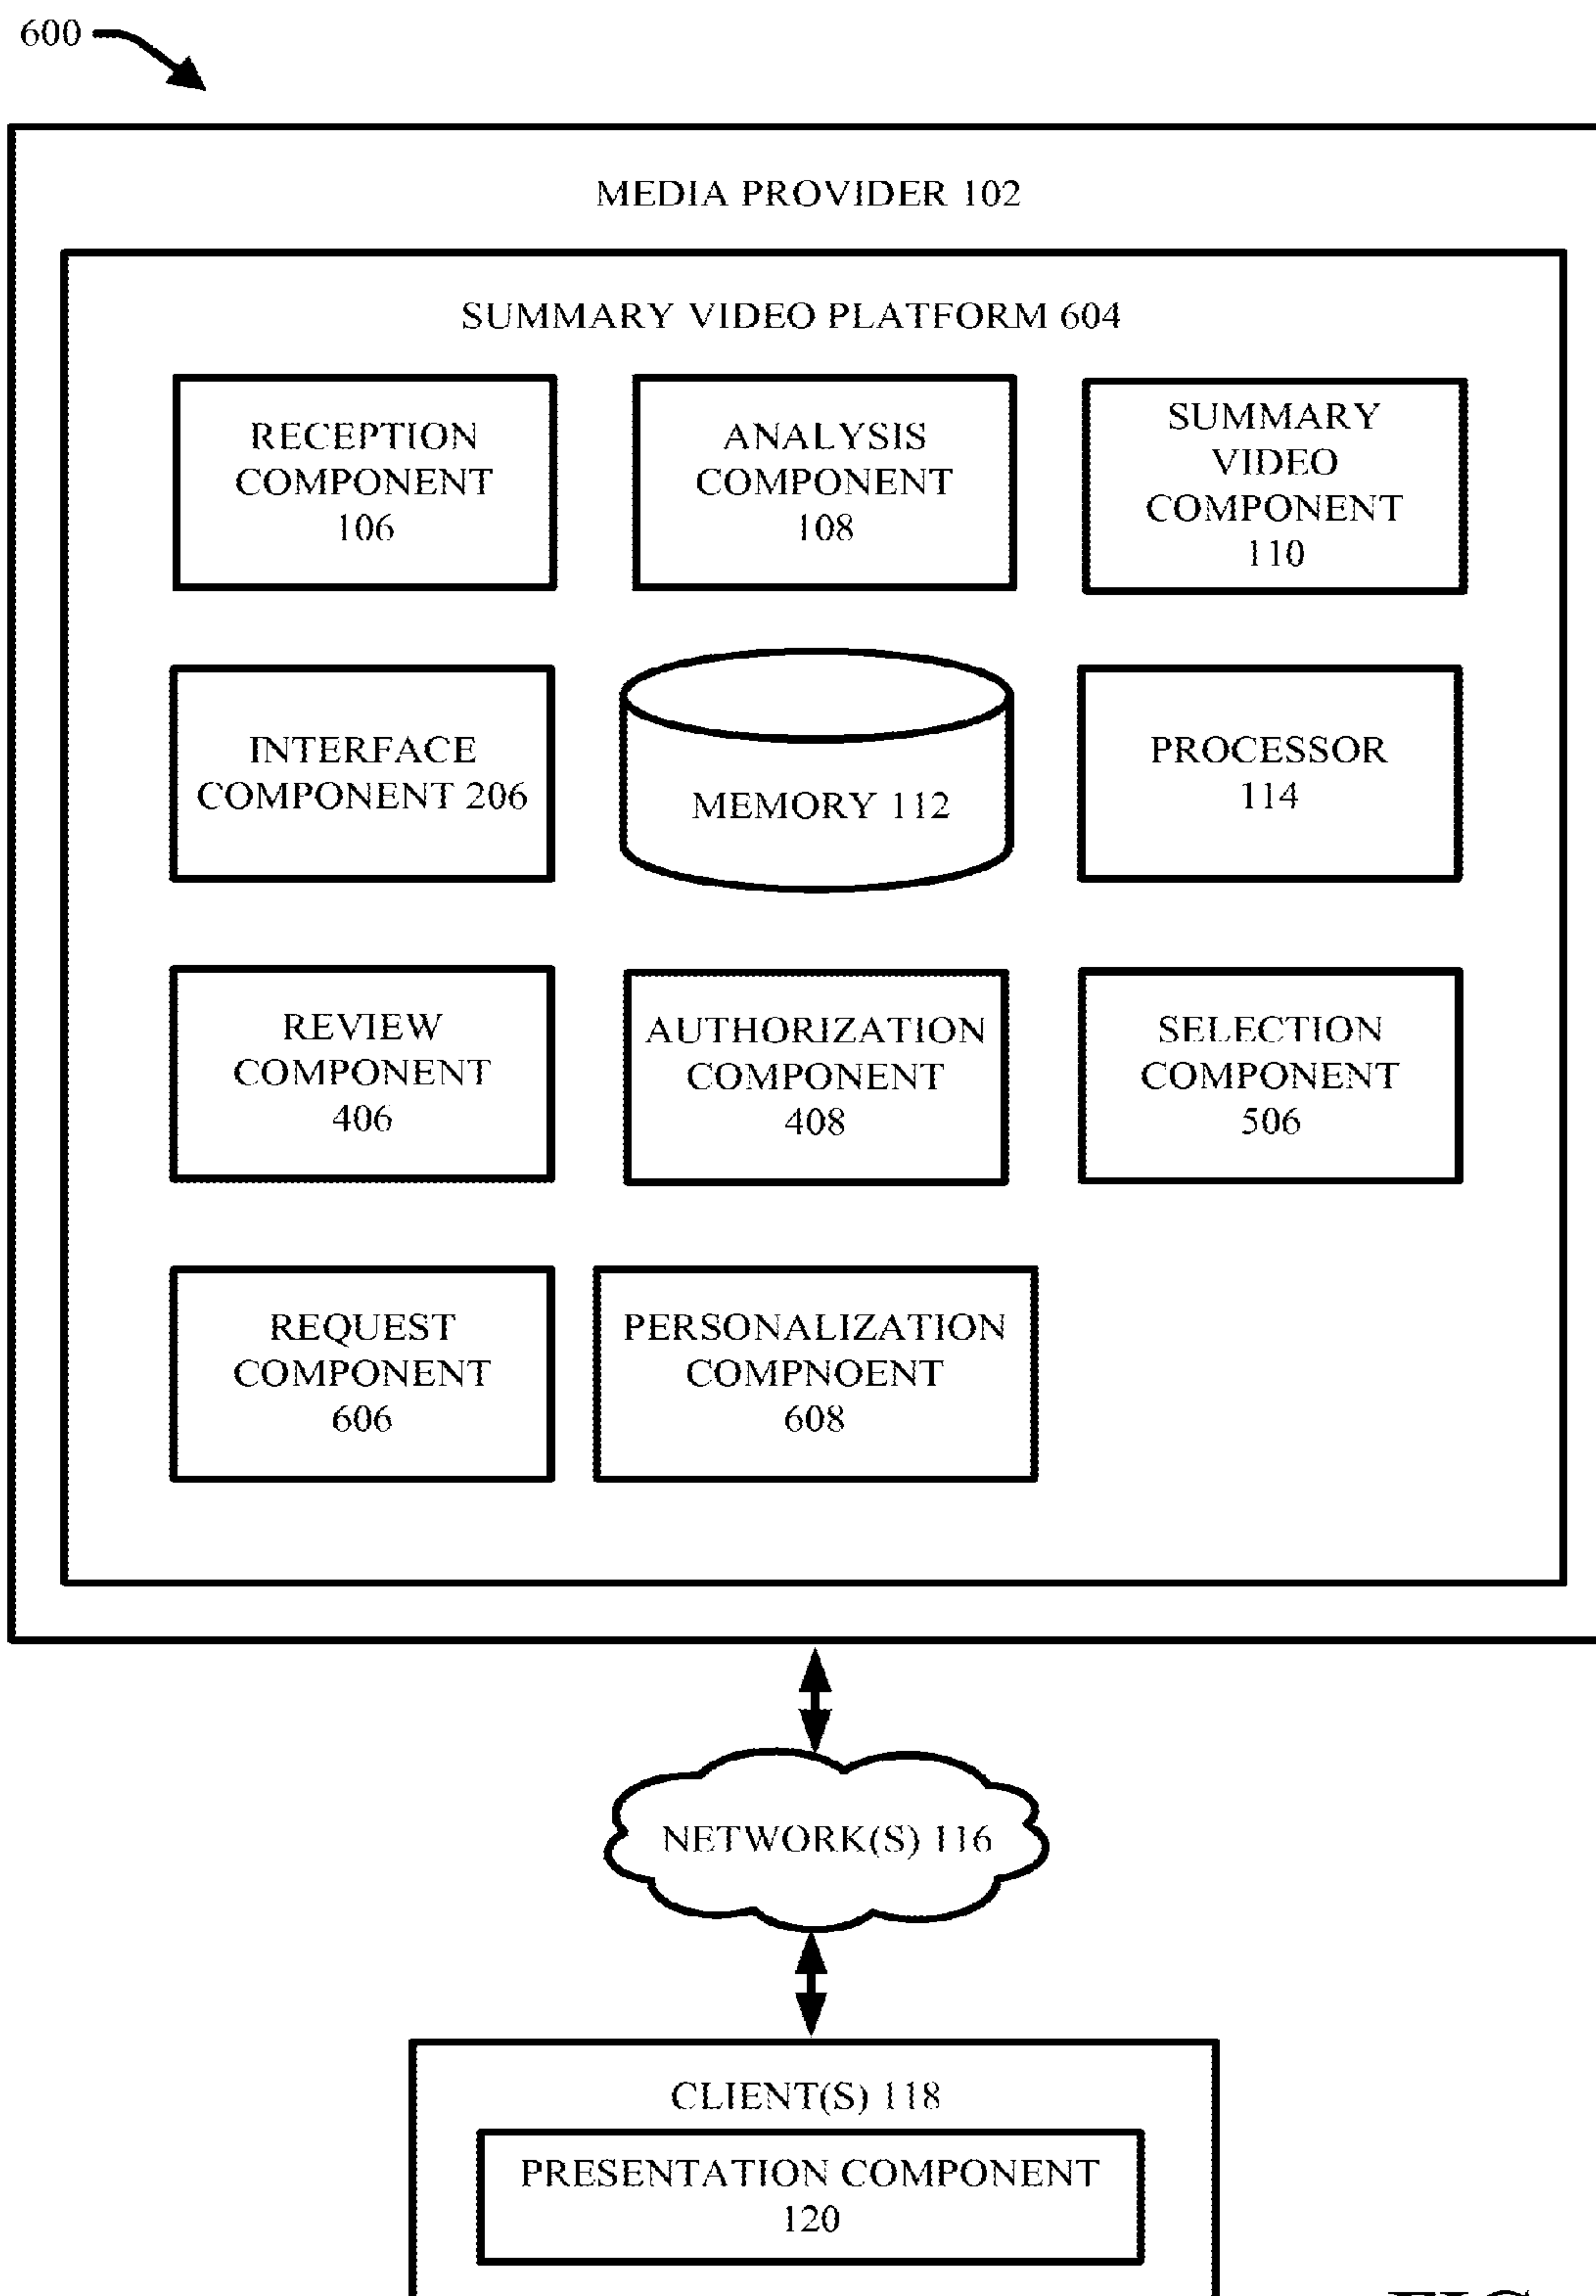 600
MEDIA PROVIDER 102
SUMMARY VIDEO PLATFORM 604
RECEPTION
COMPONENT
106
ANALYSIS
COMPONENT
108
SUMMARY
VIDEO
COMPONENT
110
INTERFACE
COMPONENT 206
MEMORY 112
PROCESSOR
114
REVIEW
COMPONENT
406
AUTHORIZATION
COMPONENT
408
SELECTION
COMPONENT
506
REQUEST
COMPONENT
606
PERSONALIZATION
COMPNOENT
608
NETWORK(S) 116
CLIENT(S) 118
PRESENTATION COMPONENT
120